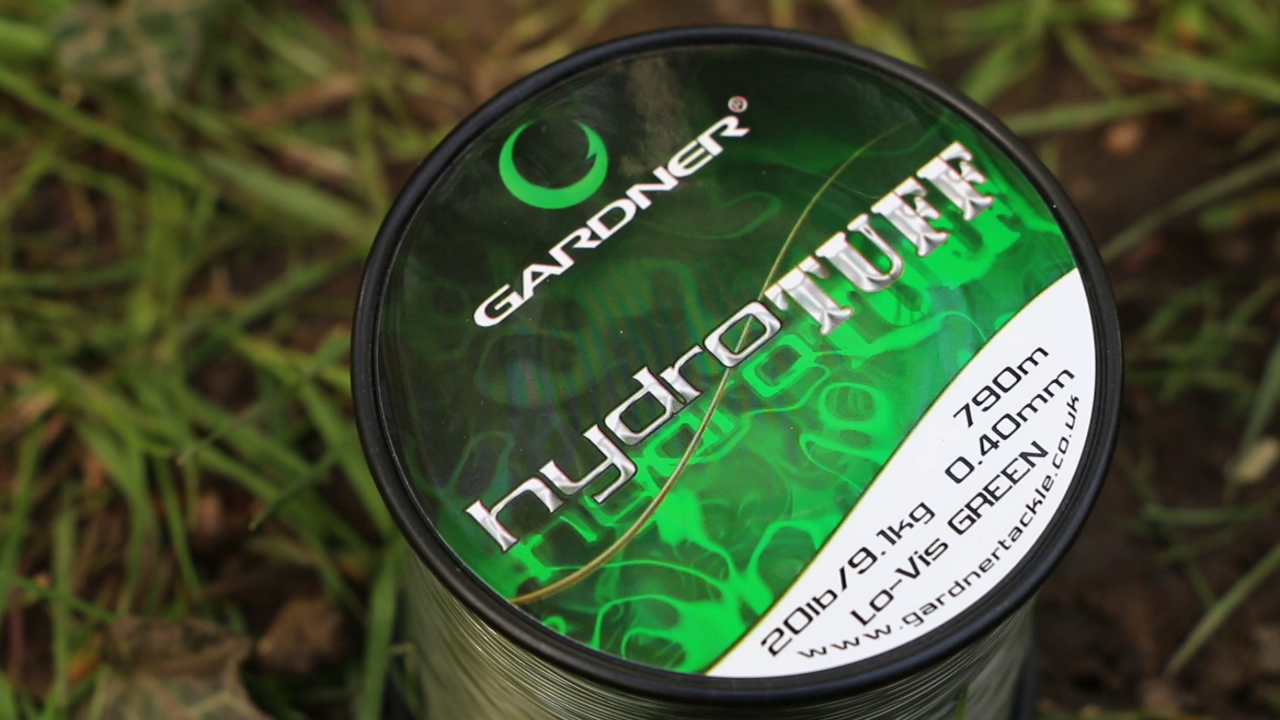 GARDNER®
hydroTUFF
790m
20lb/9.1kg 0.40mm
Lo-Vis GREEN
www.gardnertackle.co.uk